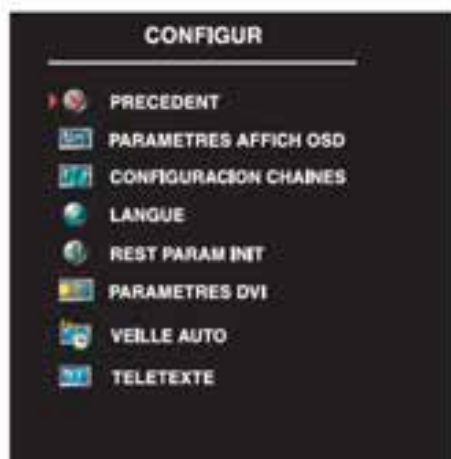 CONFIGUR
PRECEDENT
PARAMETRES AFFICH OSD
CONFIGURACION CHAINES
LANGUE
REST PARAM INIT
PARAMETRES DVI
VEILLE AUTO
TELETEXTE